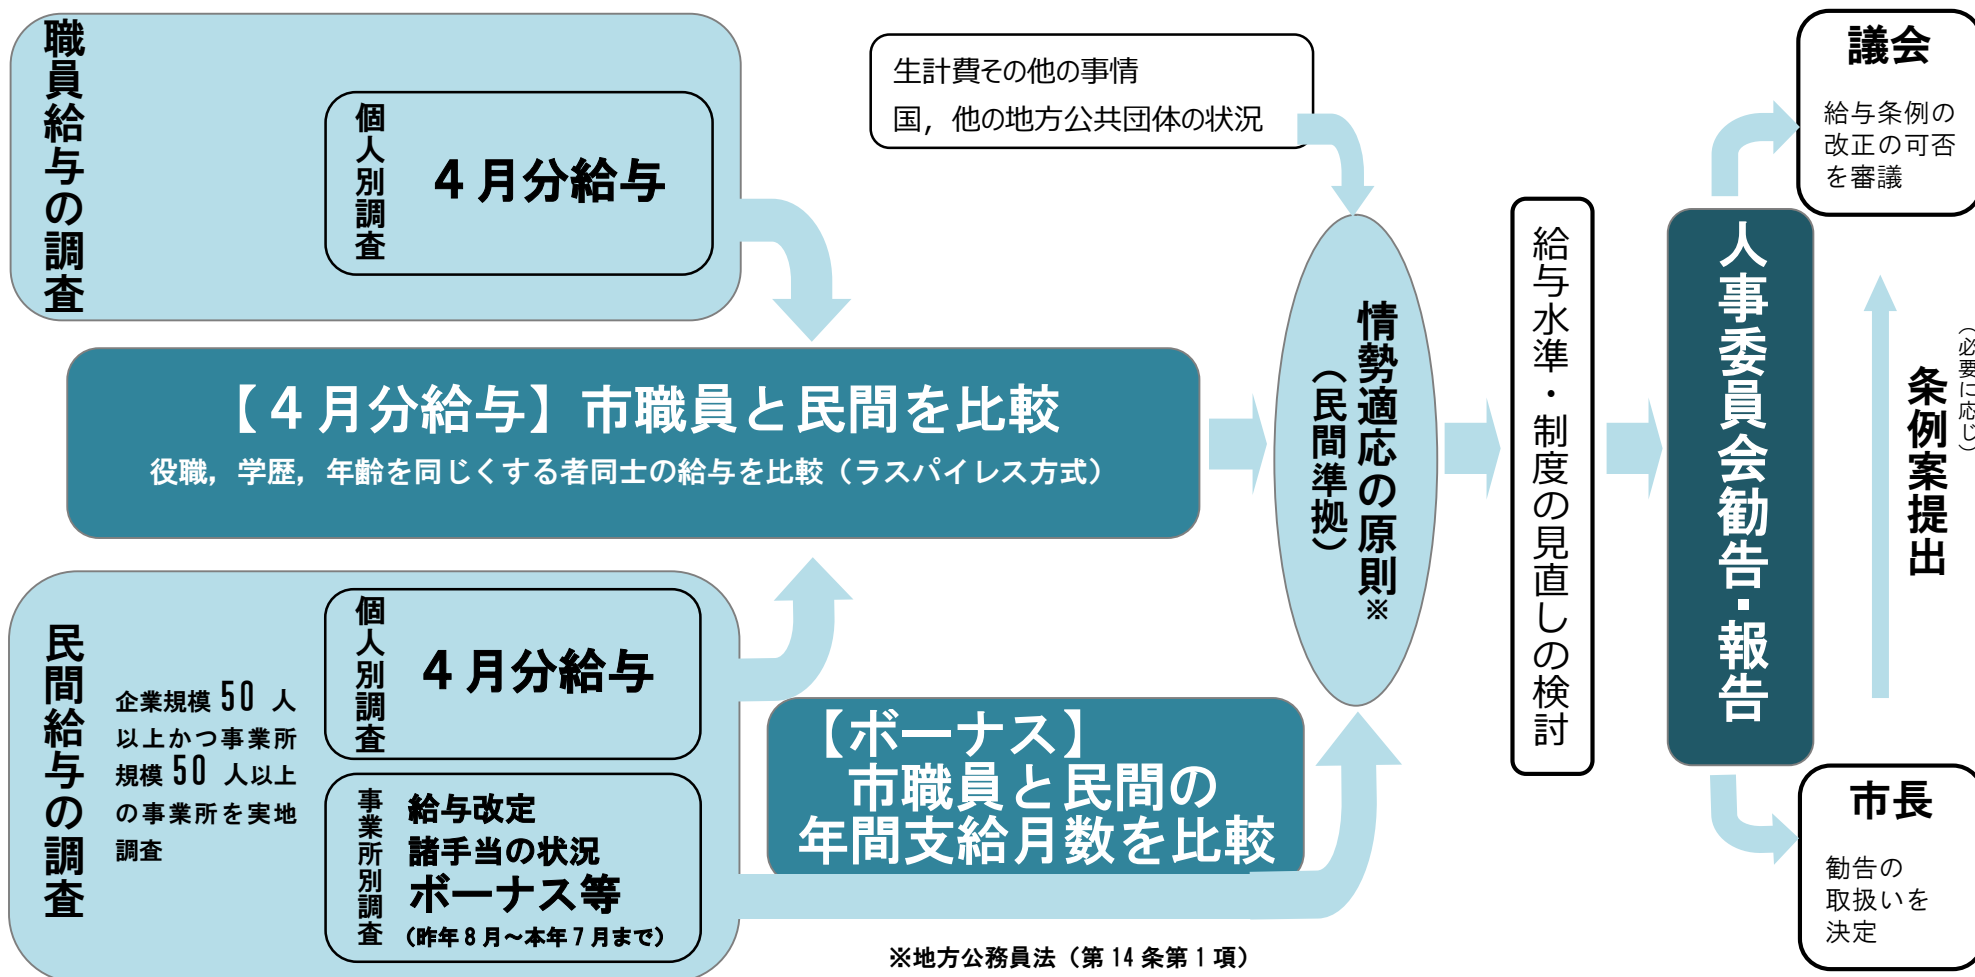 職員給与の調査
個人別調査
４月分給与
生計費その他の事情
国，他の地方公共団体の状況
【４月分給与】市職員と民間を比較
役職，学歴，年齢を同じくする者同士の給与を比較（ラスパイレス方式）
民間給与の調査
企業規模 50 人
以上かつ事業所
規模 50 人以上
の事業所を実地
調査
個人別調査
４月分給与
事業所別調査
給与改定
諸手当の状況
ボーナス等
（昨年８月～本年７月まで）
【ボーナス】
市職員と民間の
年間支給月数を比較
情勢適応の原則※
（民間準拠）
給与水準・制度の見直しの検討
人事委員会勧告・報告
議会
給与条例の
改正の可否
を審議
（必要に応じ）
条例案提出
市長
勧告の
取扱いを
決定
※地方公務員法（第 14 条第１項）